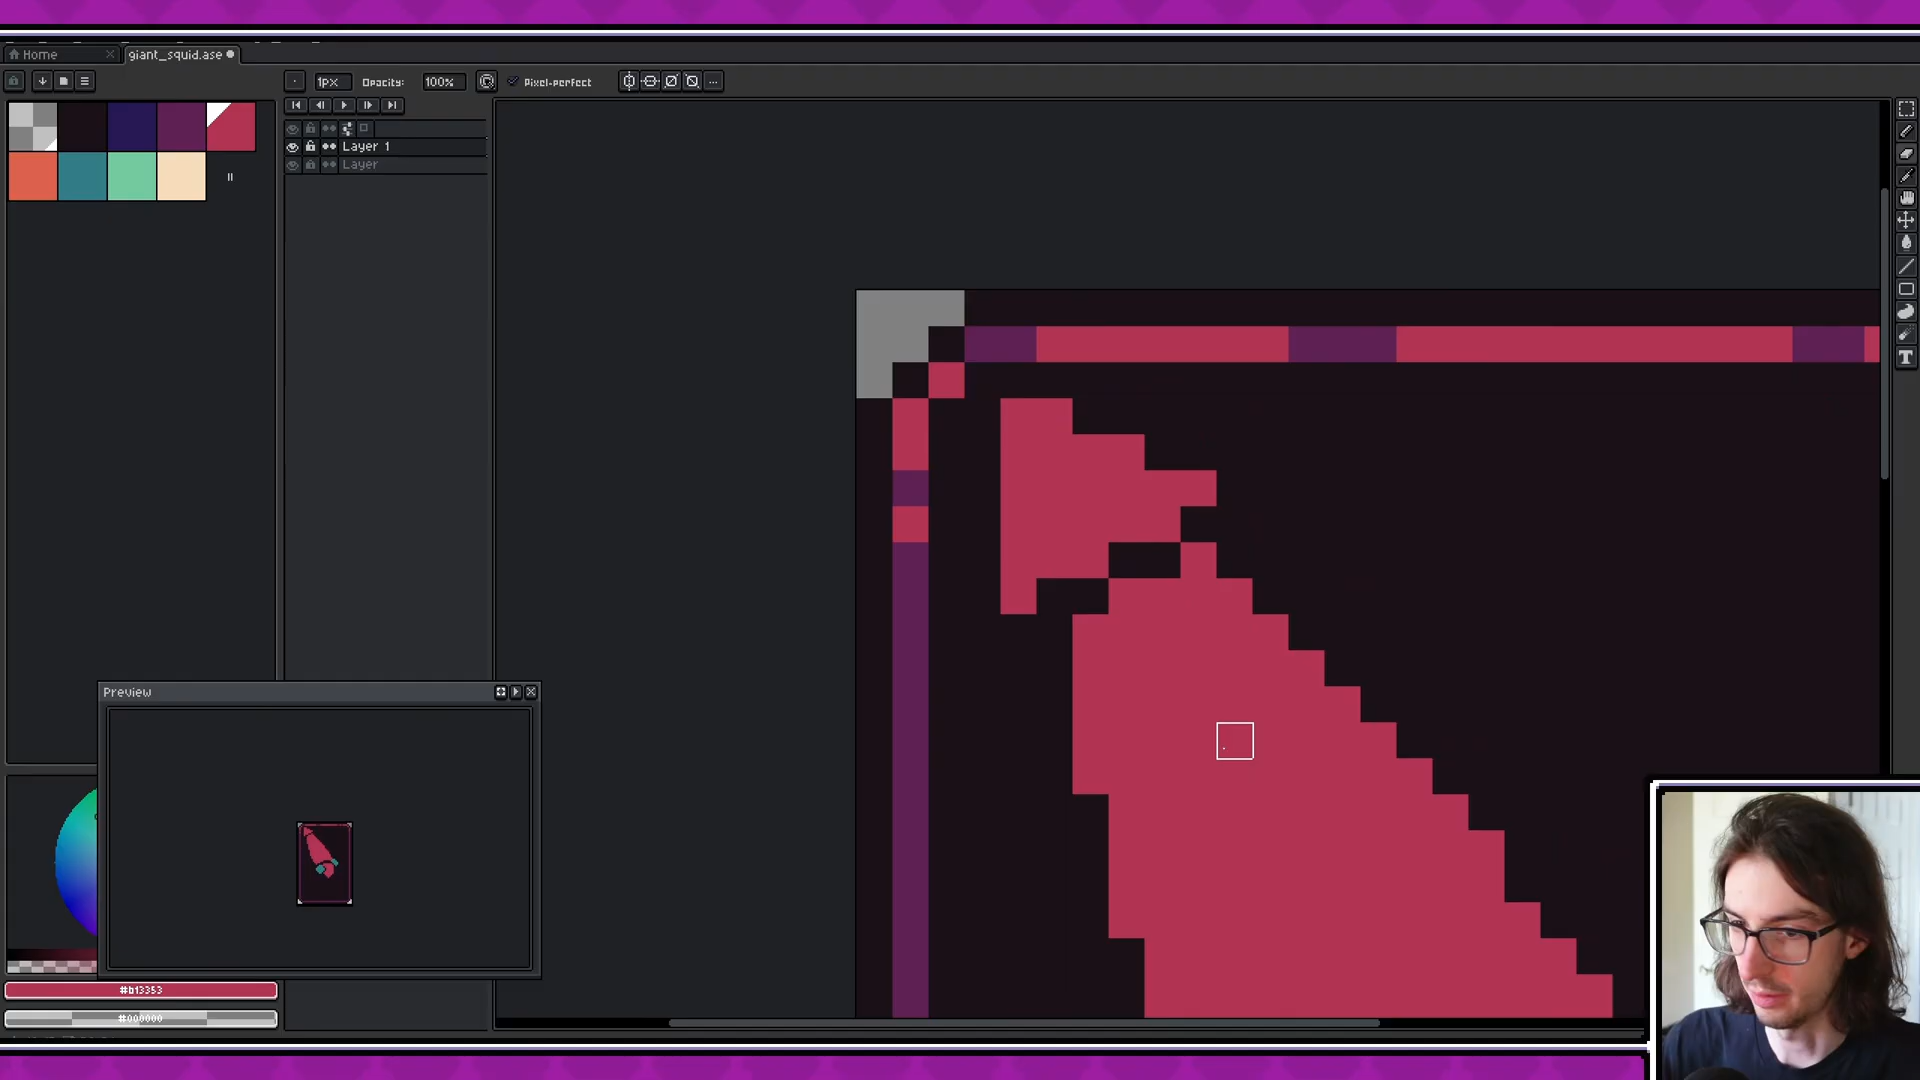 Home
giant_squid.ase
1px
Opacity:
100%
Pixel-perfect
Layer 1
Layer
Preview
#b13353
#000000